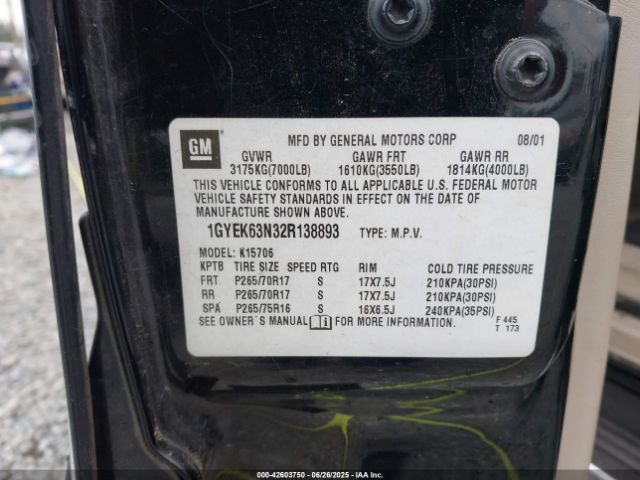 GM
MFD BY GENERAL MOTORS CORP 08/01
GVWR GAWR FRT GAWR RR
3175KG(7000LB) 1610KG(3550LB) 1814KG(4000LB)
THIS VEHICLE CONFORMS TO ALL APPLICABLE U.S. FEDERAL MOTOR
VEHICLE SAFETY STANDARDS IN EFFECT ON THE DATE OF
MANUFACTURE SHOWN ABOVE.
1GYEK63N32R138893 TYPE: M.P.V.
MODEL: K15706
KPTB TIRE SIZE SPEED RTG RIM COLD TIRE PRESSURE
FRT P265/70R17 S 17X7.5J 210KPA(30PSI)
RR P265/70R17 S 17X7.5J 210KPA(30PSI)
SPA P265/75R16 S 16X6.5J 240KPA(35PSI)
SEE OWNER'S MANUAL FOR MORE INFORMATION. F 445
T 173
000-42603750 - 06/26/2025 - IAA Inc.